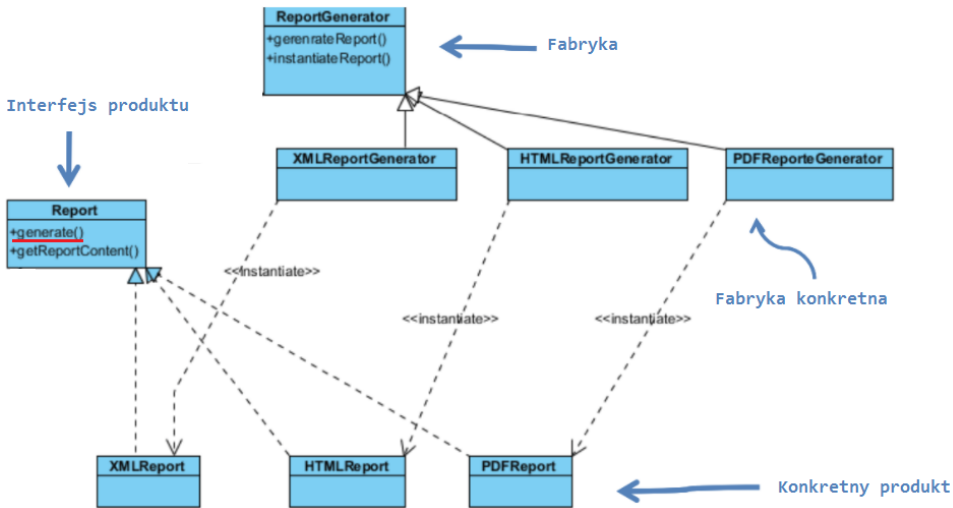 ReportGenerator
+gerenrateReport()
+instantiateReport()
Fabryka
Interfejs produktu
XMLReportGenerator
HTMLReportGenerator
PDFReporteGenerator
Report
+generate()
+getReportContent()
<<Instantiate>>
Fabryka konkretna
<<instantiate>>
<<instantiate>>
XMLReport
HTMLReport
PDFReport
Konkretny produkt